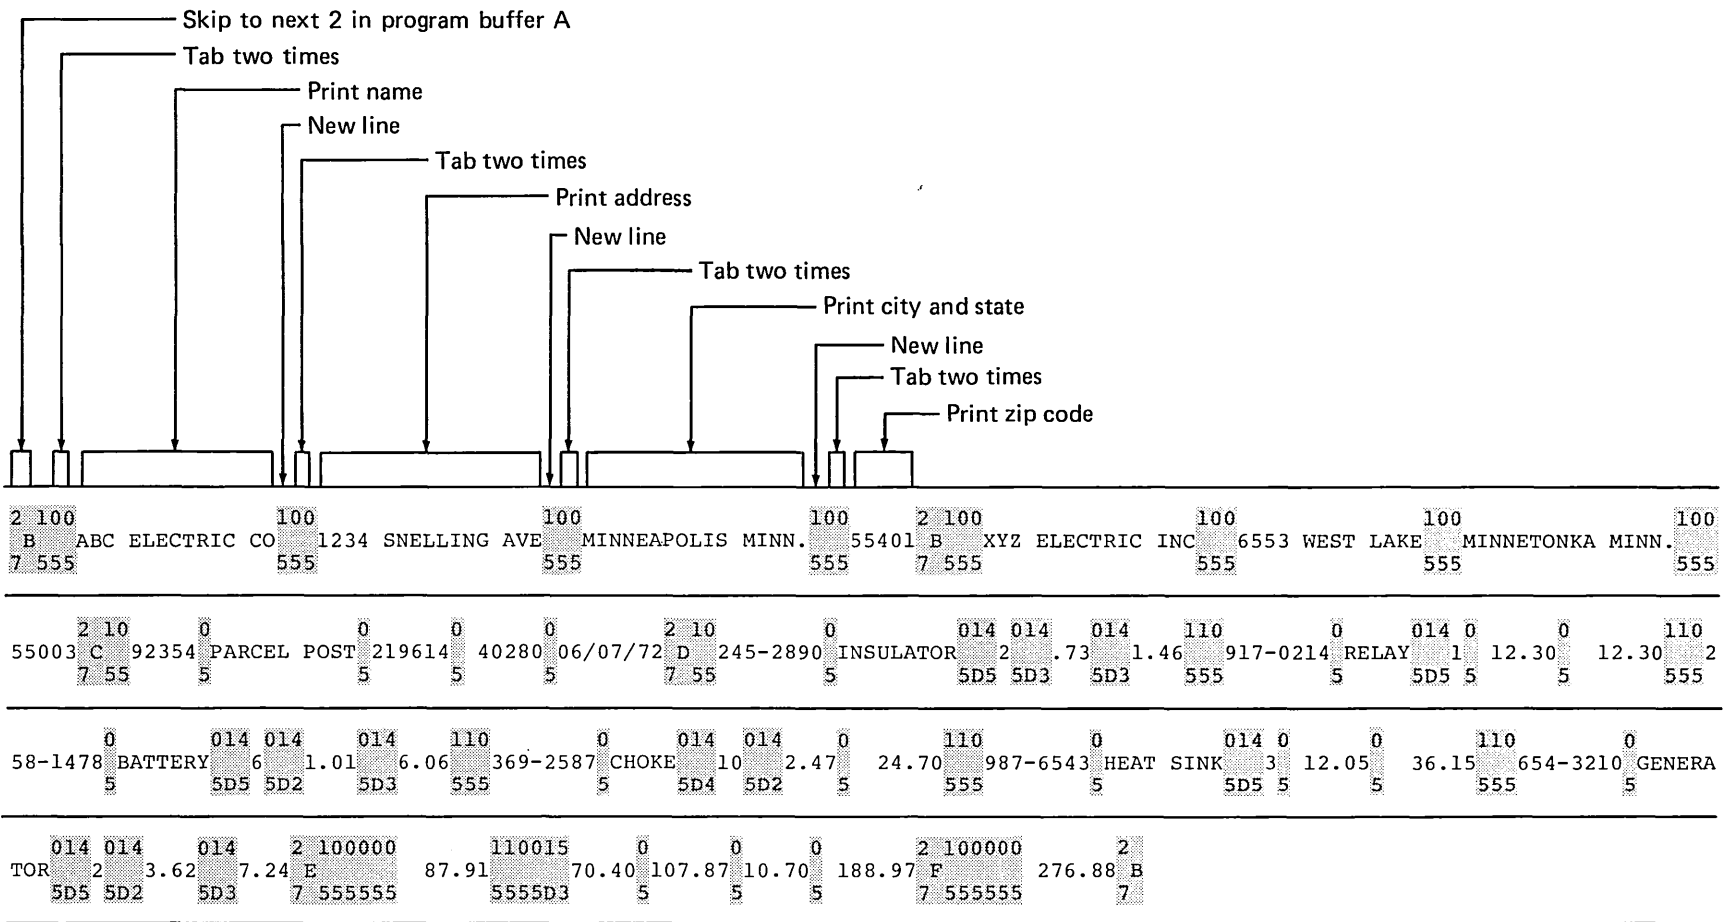 Skip to next 2 in program buffer A
Tab two times
Print name
New line
Tab two times
Print address
New line
Tab two times
Print city and state
New line
Tab two times
Print zip code
2 100 100 100 100 2 100 100 100 100
B ABC ELECTRIC CO 1234 SNELLING AVE MINNEAPOLIS MINN. 55401 B XYZ ELECTRIC INC 6553 WEST LAKE MINNETONKA MINN.
7 555 555 555 555 7 555 555 555 555
2 10 0 0 0 0 2 10 0 014 014 014 110 0 014 0 0 110
55003 C 92354 PARCEL POST 219614 40280 06/07/72 D 245-2890 INSULATOR 2 .73 1.46 917-0214 RELAY 1 12.30 12.30 2
7 55 5 5 5 5 7 55 5 5D5 5D3 5D3 555 5 5D5 5 5 555
0 014 014 014 110 0 014 014 0 110 0 014 0 0 110 0
58-1478 BATTERY 6 1.01 6.06 369-2587 CHOKE 10 2.47 24.70 987-6543 HEAT SINK 3 12.05 36.15 654-3210 GENERA
5 5D5 5D2 5D3 555 5 5D4 5D2 5 555 5 5D5 5 5 555 5
014 014 014 2 100000 110015 0 0 0 2 100000 2
TOR 2 3.62 7.24 E 87.91 70.40 107.87 10.70 188.97 F 276.88 B
5D5 5D2 5D3 7 555555 5555D3 5 5 5 7 555555 7